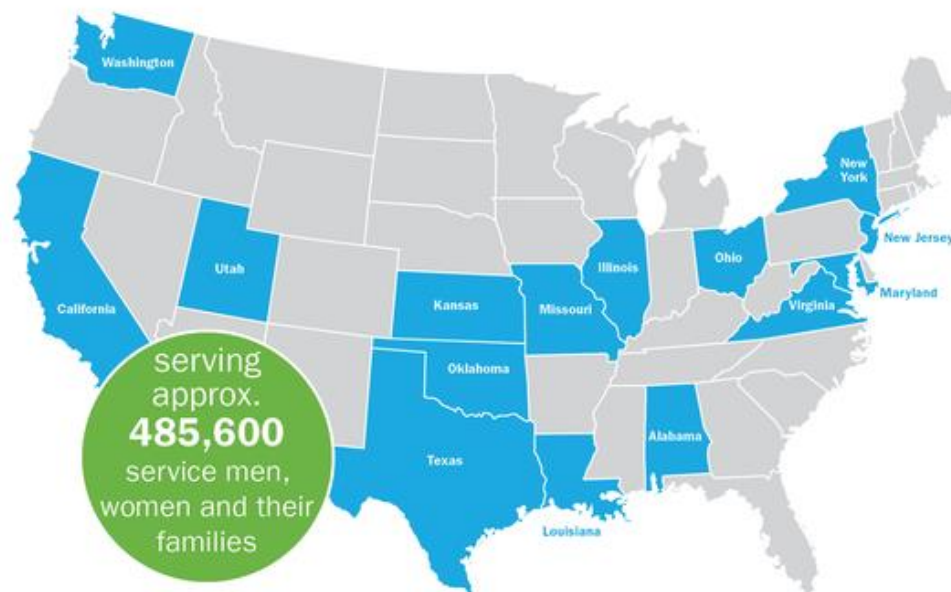 Washington
New
York
New Jersey
Ohio
Illinois
Utah
Maryland
California
Kansas
Missouri
Virginia
serving
approx.
485,600
service men,
women and their
families
Oklahoma
Texas
Alabama
Louisiana